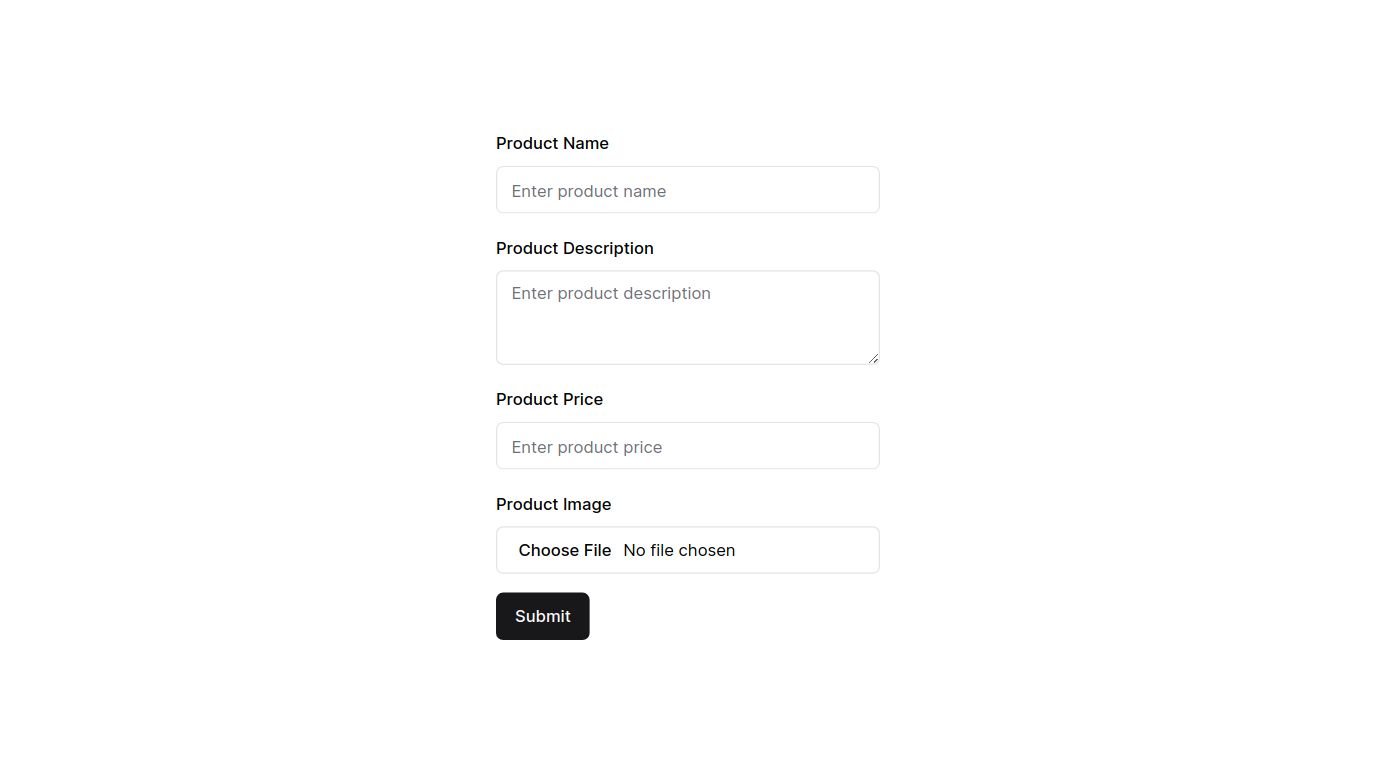 Product Name
Enter product name
Product Description
Enter product description
Product Price
Enter product price
Product Image
Choose File No file chosen
Submit